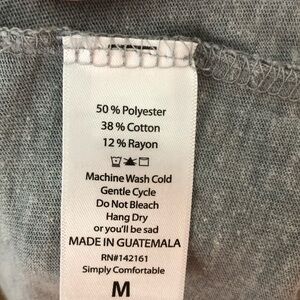 50 % Polyester
38 % Cotton
12 % Rayon
Machine Wash Cold
Gentle Cycle
Do Not Bleach
Hang Dry
or you'll be sad
MADE IN GUATEMALA
RN#142161
Simply Comfortable
M